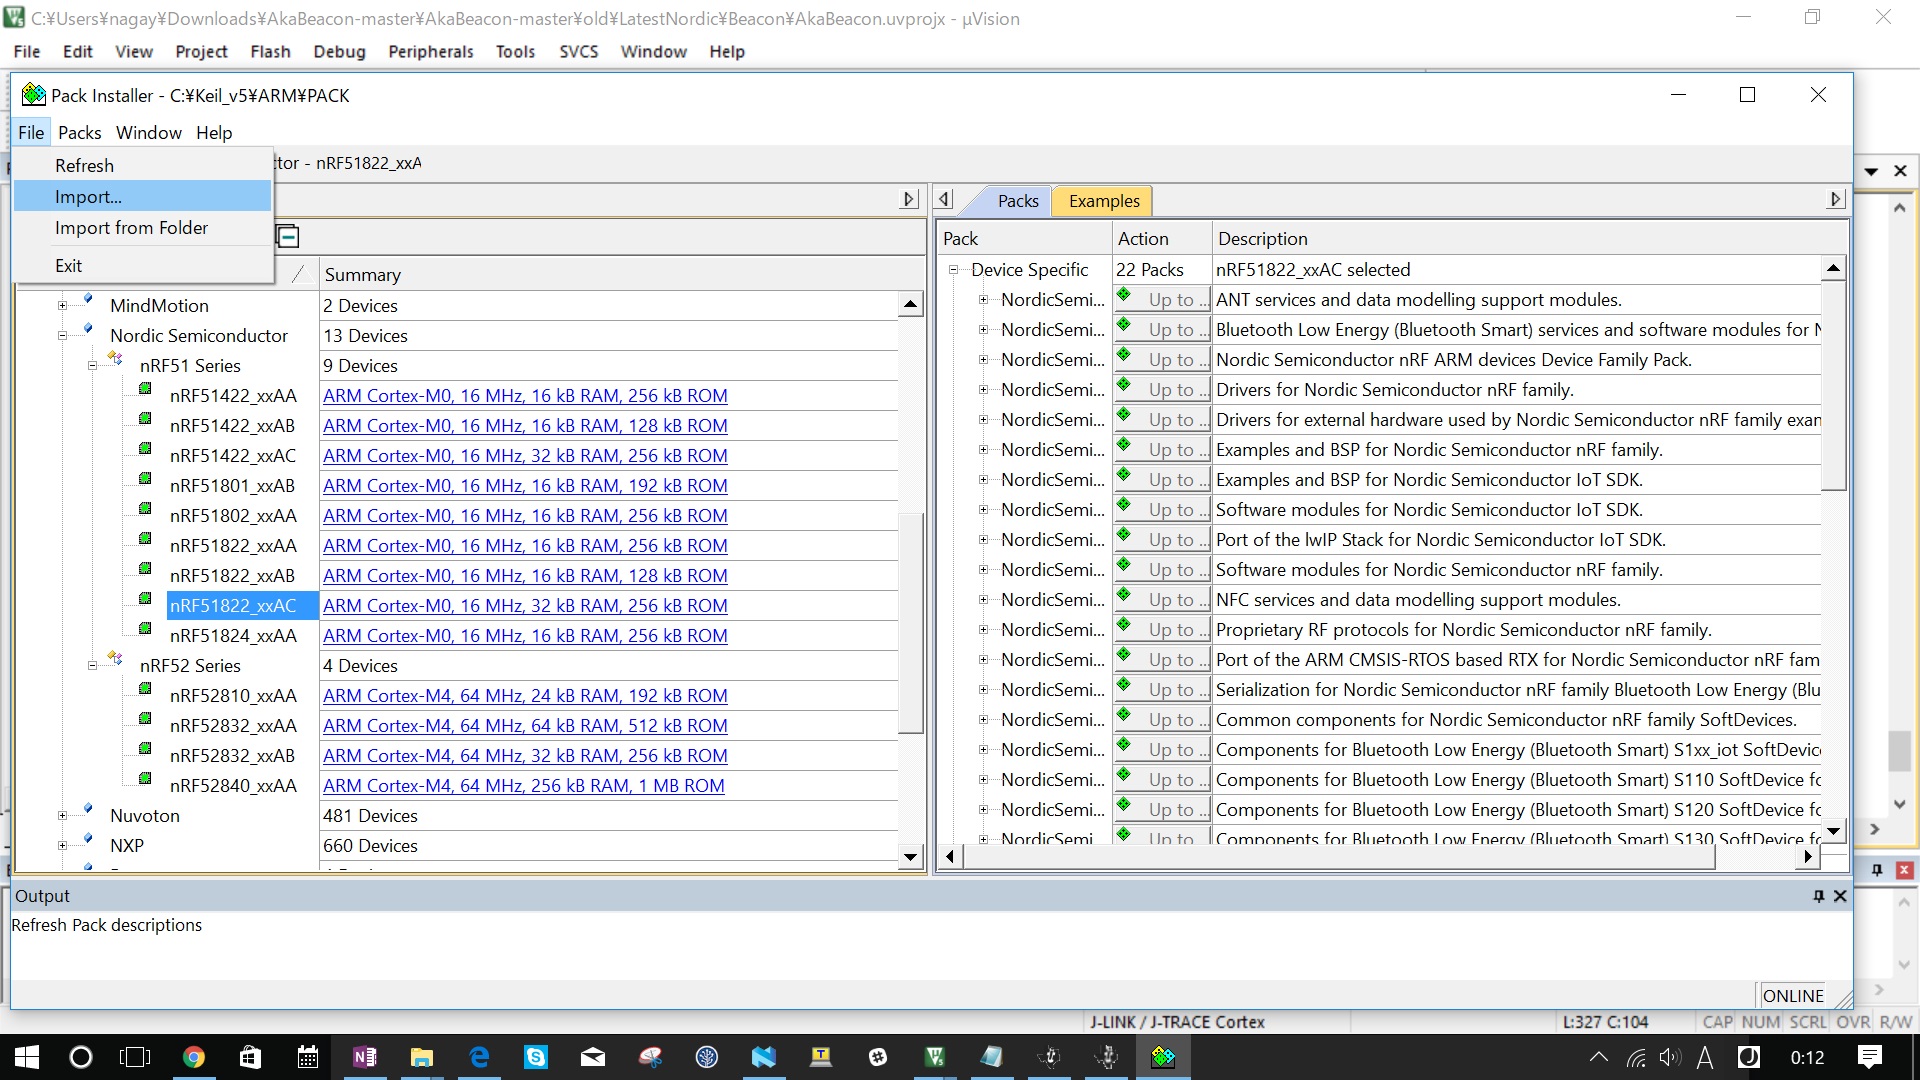 C:¥Users¥nagay¥Downloads¥AkaBeacon-master¥AkaBeacon-master¥old¥LatestNordic¥Beacon¥AkaBeacon.uvprojx - µVision
File Edit View Project Flash Debug Peripherals Tools SVCS Window Help
Pack Installer - C:¥Keil_v5¥ARM¥PACK
File Packs Window Help
Refresh
Import...
Import from Folder
Exit
tor - nRF51822_xxA
Summary
MindMotion 2 Devices
Nordic Semiconductor 13 Devices
nRF51 Series 9 Devices
nRF51422_xxAA ARM Cortex-M0, 16 MHz, 16 kB RAM, 256 kB ROM
nRF51422_xxAB ARM Cortex-M0, 16 MHz, 16 kB RAM, 128 kB ROM
nRF51422_xxAC ARM Cortex-M0, 16 MHz, 32 kB RAM, 256 kB ROM
nRF51801_xxAB ARM Cortex-M0, 16 MHz, 16 kB RAM, 192 kB ROM
nRF51802_xxAA ARM Cortex-M0, 16 MHz, 16 kB RAM, 256 kB ROM
nRF51822_xxAA ARM Cortex-M0, 16 MHz, 16 kB RAM, 256 kB ROM
nRF51822_xxAB ARM Cortex-M0, 16 MHz, 16 kB RAM, 128 kB ROM
nRF51822_xxAC ARM Cortex-M0, 16 MHz, 32 kB RAM, 256 kB ROM
nRF51824_xxAA ARM Cortex-M0, 16 MHz, 16 kB RAM, 256 kB ROM
nRF52 Series 4 Devices
nRF52810_xxAA ARM Cortex-M4, 64 MHz, 24 kB RAM, 192 kB ROM
nRF52832_xxAA ARM Cortex-M4, 64 MHz, 64 kB RAM, 512 kB ROM
nRF52832_xxAB ARM Cortex-M4, 64 MHz, 32 kB RAM, 256 kB ROM
nRF52840_xxAA ARM Cortex-M4, 64 MHz, 256 kB RAM, 1 MB ROM
Nuvoton 481 Devices
NXP 660 Devices
Packs Examples
Pack Action Description
Device Specific 22 Packs nRF51822_xxAC selected
NordicSemi... Up to ... ANT services and data modelling support modules.
NordicSemi... Up to ... Bluetooth Low Energy (Bluetooth Smart) services and software modules for N
NordicSemi... Up to ... Nordic Semiconductor nRF ARM devices Device Family Pack.
NordicSemi... Up to ... Drivers for Nordic Semiconductor nRF family.
NordicSemi... Up to ... Drivers for external hardware used by Nordic Semiconductor nRF family exan
NordicSemi... Up to ... Examples and BSP for Nordic Semiconductor nRF family.
NordicSemi... Up to ... Examples and BSP for Nordic Semiconductor IoT SDK.
NordicSemi... Up to ... Software modules for Nordic Semiconductor IoT SDK.
NordicSemi... Up to ... Port of the lwIP Stack for Nordic Semiconductor IoT SDK.
NordicSemi... Up to ... Software modules for Nordic Semiconductor nRF family.
NordicSemi... Up to ... NFC services and data modelling support modules.
NordicSemi... Up to ... Proprietary RF protocols for Nordic Semiconductor nRF family.
NordicSemi... Up to ... Port of the ARM CMSIS-RTOS based RTX for Nordic Semiconductor nRF fam
NordicSemi... Up to ... Serialization for Nordic Semiconductor nRF family Bluetooth Low Energy (Blu
NordicSemi... Up to ... Common components for Nordic Semiconductor nRF family SoftDevices.
NordicSemi... Up to ... Components for Bluetooth Low Energy (Bluetooth Smart) S1xx_iot SoftDevic
NordicSemi... Up to ... Components for Bluetooth Low Energy (Bluetooth Smart) S110 SoftDevice fo
NordicSemi... Up to ... Components for Bluetooth Low Energy (Bluetooth Smart) S120 SoftDevice fo
NordicSemi Up to Components for Bluetooth Low Energy (Bluetooth Smart) S130 SoftDevice fo
Output
Refresh Pack descriptions
ONLINE
J-LINK / J-TRACE Cortex L:327 C:104 CAP NUM SCRL OVR R/W
A 0:12